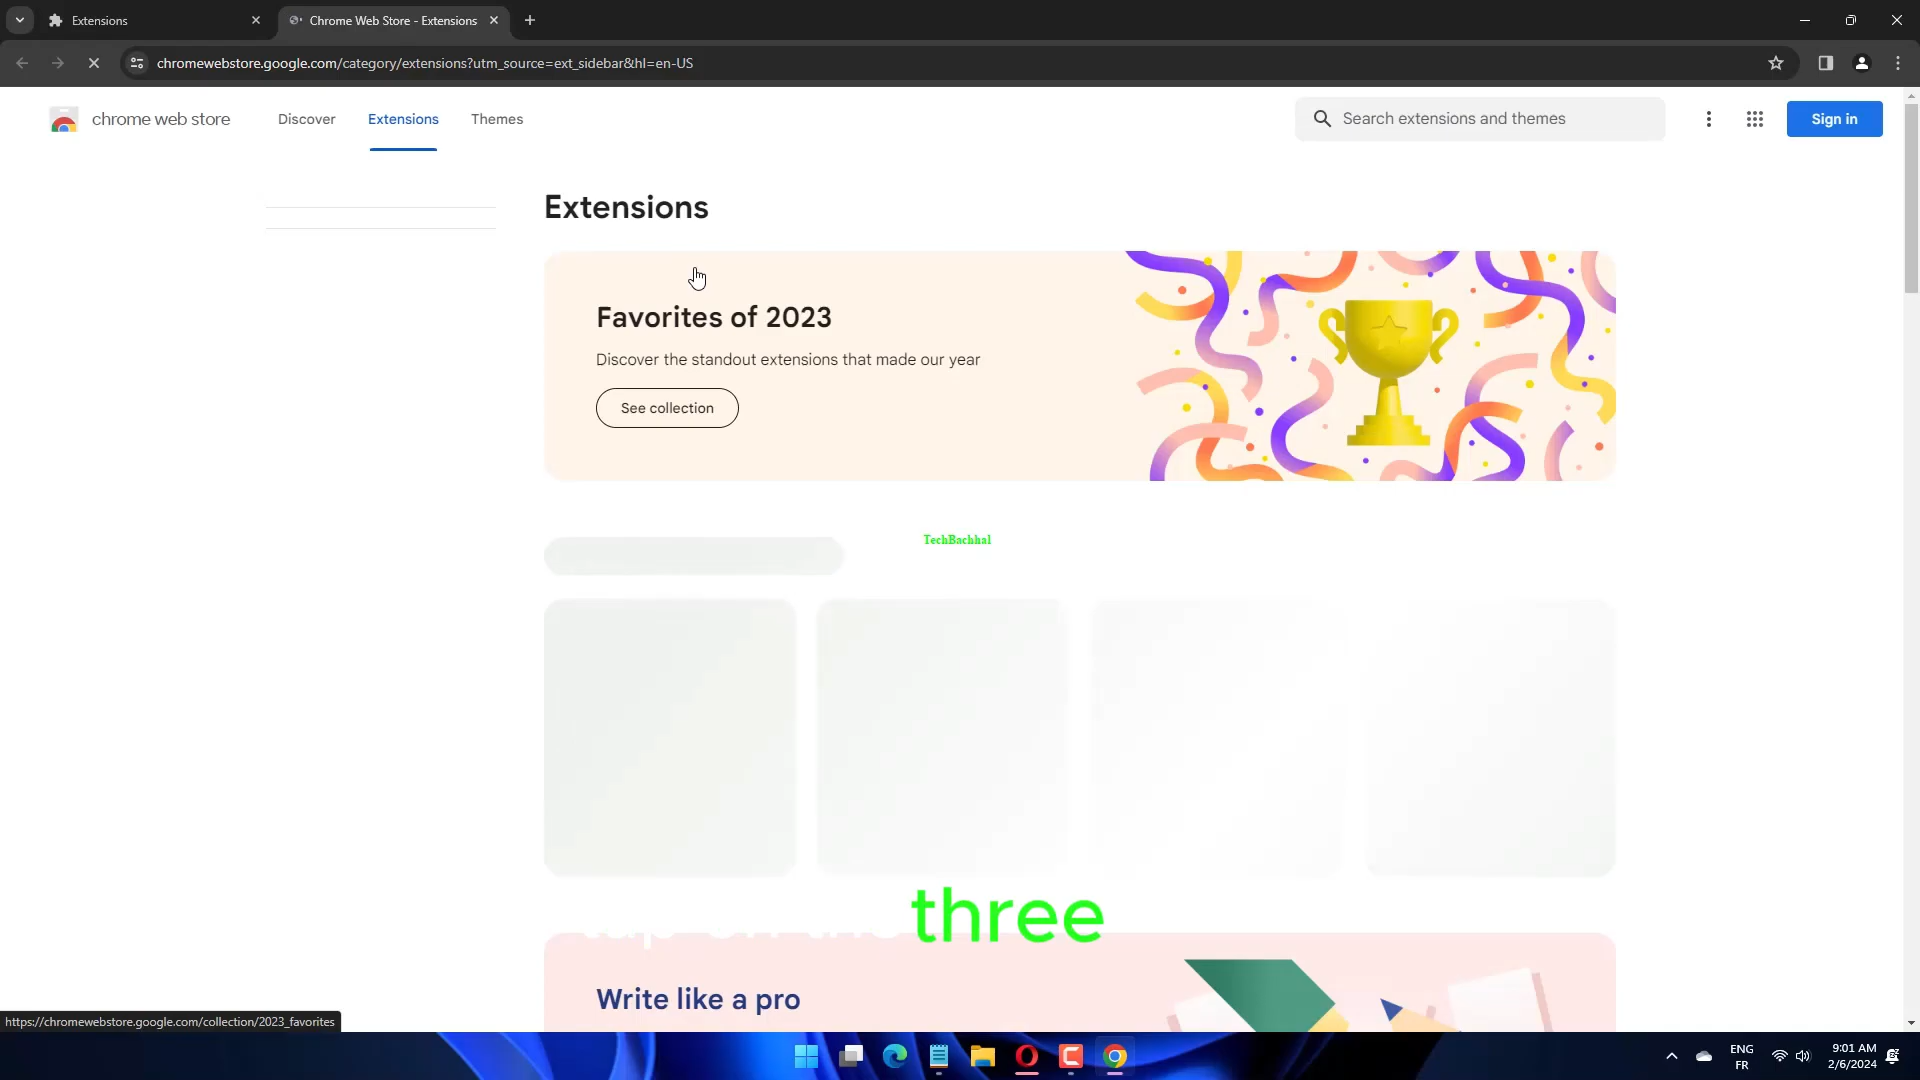 Extensions
Chrome Web Store - Extensions
chromewebstore.google.com/category/extensions?utm_source=ext_sidebar&hl=en-US
chrome web store
Discover
Extensions
Themes
Search extensions and themes
Sign in
Extensions
Favorites of 2023
Discover the standout extensions that made our year
See collection
TechBachhal
tap on the three
Write like a pro
https://chromewebstore.google.com/collection/2023_favorites
ENG
FR
9:01 AM
2/6/2024